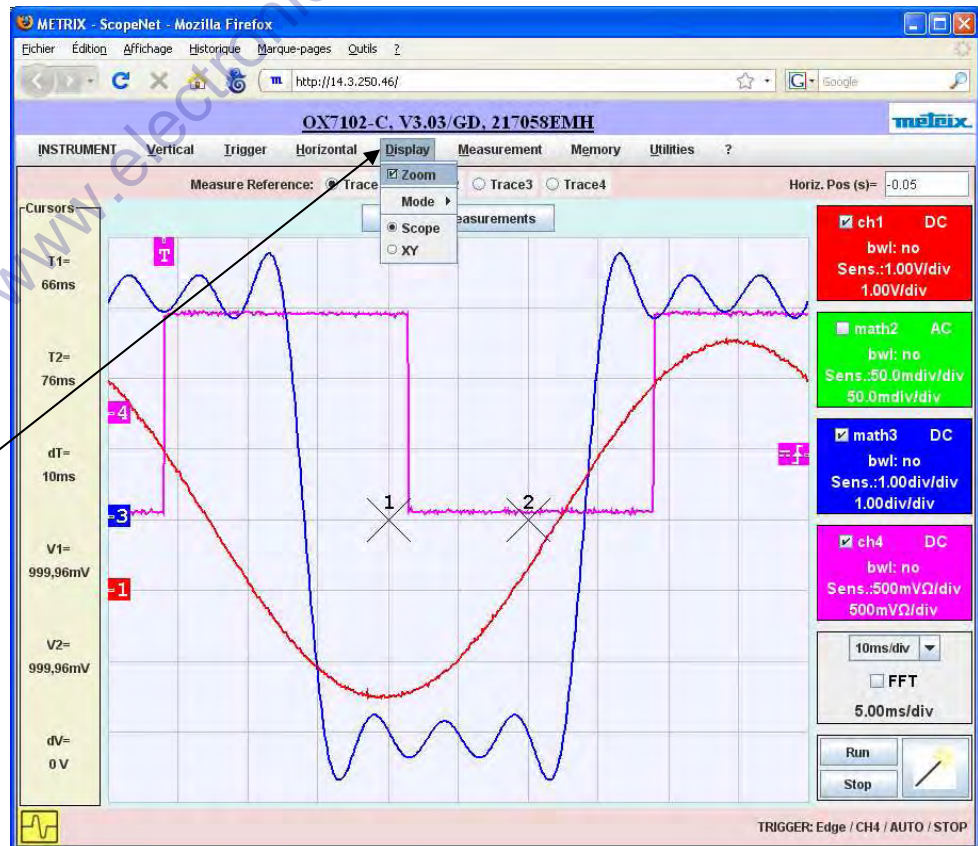 METRIX - ScopeNet - Mozilla Firefox
Fichier Édition Affichage Historique Marque-pages Outils ?
m http://14.3.250.46/ G Google
OX7102-C, V3.03/GD, 217058EMH
metrix
INSTRUMENT Vertical Trigger Horizontal Display Measurement Memory Utilities ?
Measure Reference: Trace 2 Trace3 Trace4 Horiz. Pos (s)= -0.05
Zoom
Mode
Scope
XY
easurements
Cursors
T1=
66ms
T2=
76ms
dT=
10ms
V1=
999,96mV
V2=
999,96mV
dV=
0 V
T
-4
-3
-1
1
2
ch1 DC
bwl: no
Sens.:1.00V/div
1.00V/div
math2 AC
bwl: no
Sens.:50.0mdiv/div
50.0mdiv/div
math3 DC
bwl: no
Sens.:1.00div/div
1.00div/div
ch4 DC
bwl: no
Sens.:500mVΩ/div
500mVΩ/div
10ms/div
FFT
5.00ms/div
Run
Stop
TRIGGER: Edge / CH4 / AUTO / STOP
www.electronic